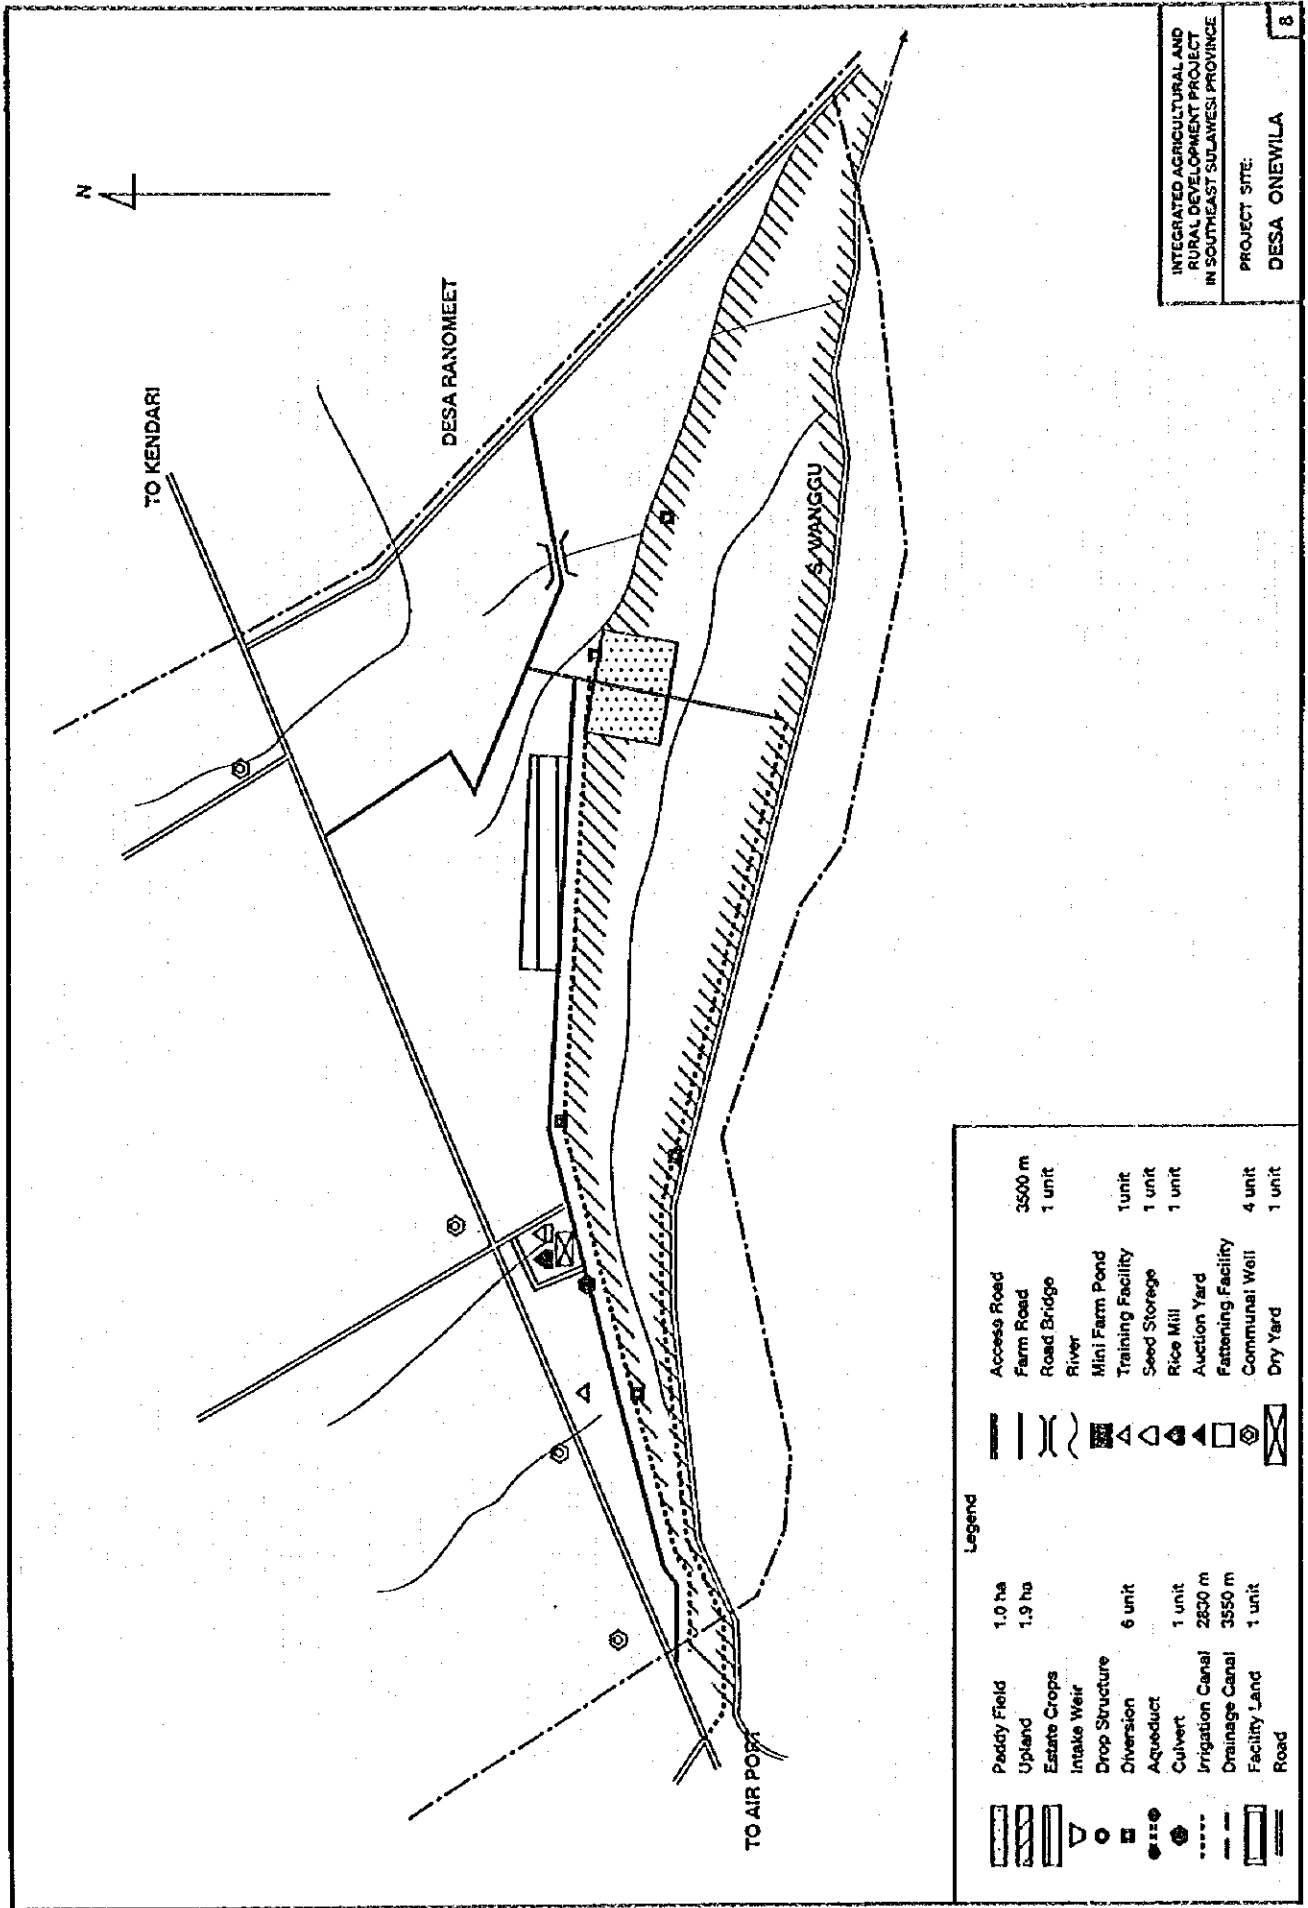 N
TO KENDARI
DESA RANOMEET
S. WANGGU
TO AIR PORT
Legend
Paddy Field 1.0 ha
Upland 1.9 ha
Estate Crops
Intake Weir
Drop Structure
Diversion 6 unit
Aqueduct
Culvert 1 unit
Irrigation Canal 2830 m
Drainage Canal 3550 m
Facility Land 1 unit
Road
Access Road
Farm Road 3500 m
Road Bridge 1 unit
River
Mini Farm Pond
Training Facility 1unit
Seed Storage 1 unit
Rice Mill 1 unit
Auction Yard
Fattening Facility
Communal Well 4 unit
Dry Yard 1 unit
INTEGRATED AGRICULTURAL AND
RURAL DEVELOPMENT PROJECT
IN SOUTHEAST SULAWESI PROVINCE
PROJECT SITE:
DESA ONEWILA
8